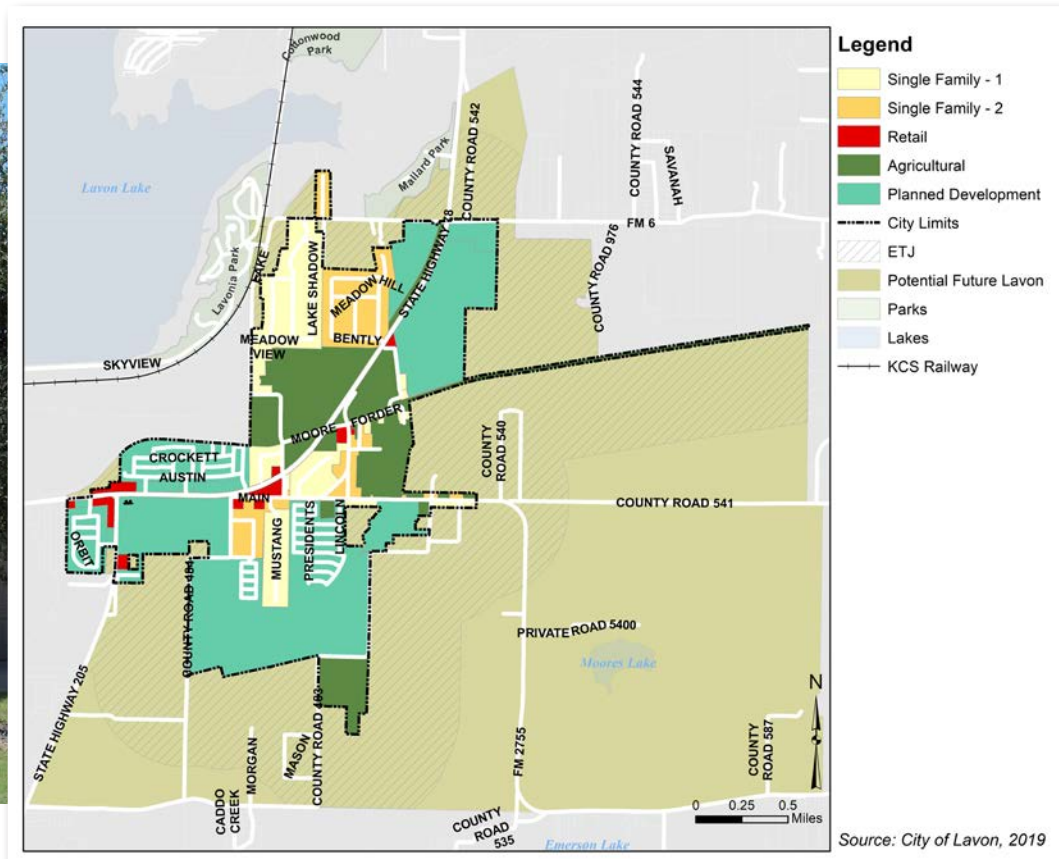 Legend
Single Family - 1
Single Family - 2
Retail
Agricultural
Planned Development
City Limits
ETJ
Potential Future Lavon
Parks
Lakes
KCS Railway
Cottonwood
Park
Lavon Lake
Mallard Park
COUNTY ROAD 542
COUNTY ROAD 544
SAVANAH
FM 6
COUNTY ROAD 976
Lavonia Park
LAKE
LAKE SHADOW
MEADOW HILL
STATE HIGHWAY 78
BENTLY
MEADOW
VIEW
SKYVIEW
MOORE
FORDER
CROCKETT
AUSTIN
MAIN
COUNTY
ROAD 540
COUNTY ROAD 541
ORBIT
MUSTANG
PRESIDENTS
LINCOLN
COUNTY ROAD 484
PRIVATE ROAD 5400
Moores Lake
STATE HIGHWAY 205
COUNTY ROAD 483
MASON
MORGAN
CADDO
CREEK
FM 2755
COUNTY
ROAD 587
N
COUNTY
ROAD
535
Emerson Lake
0 0.25 0.5
Miles
Source: City of Lavon, 2019